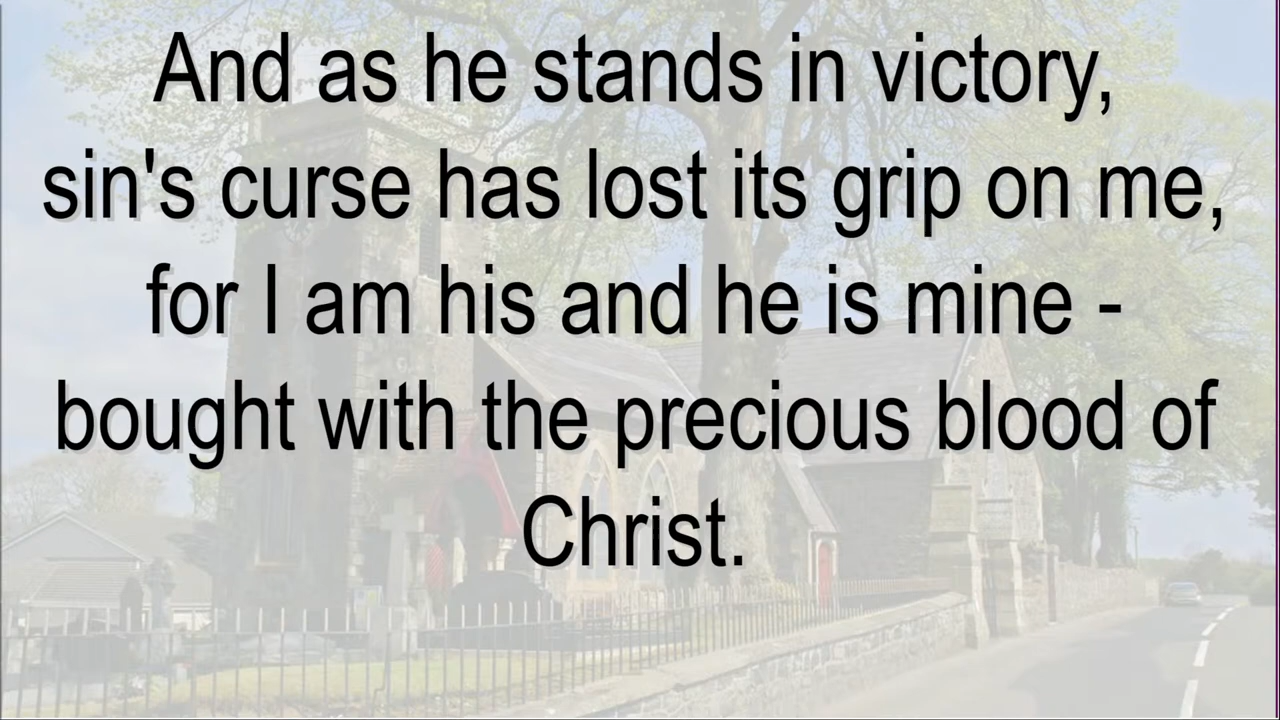 And as he stands in victory,
sin's curse has lost its grip on me,
for I am his and he is mine -
bought with the precious blood of
Christ.